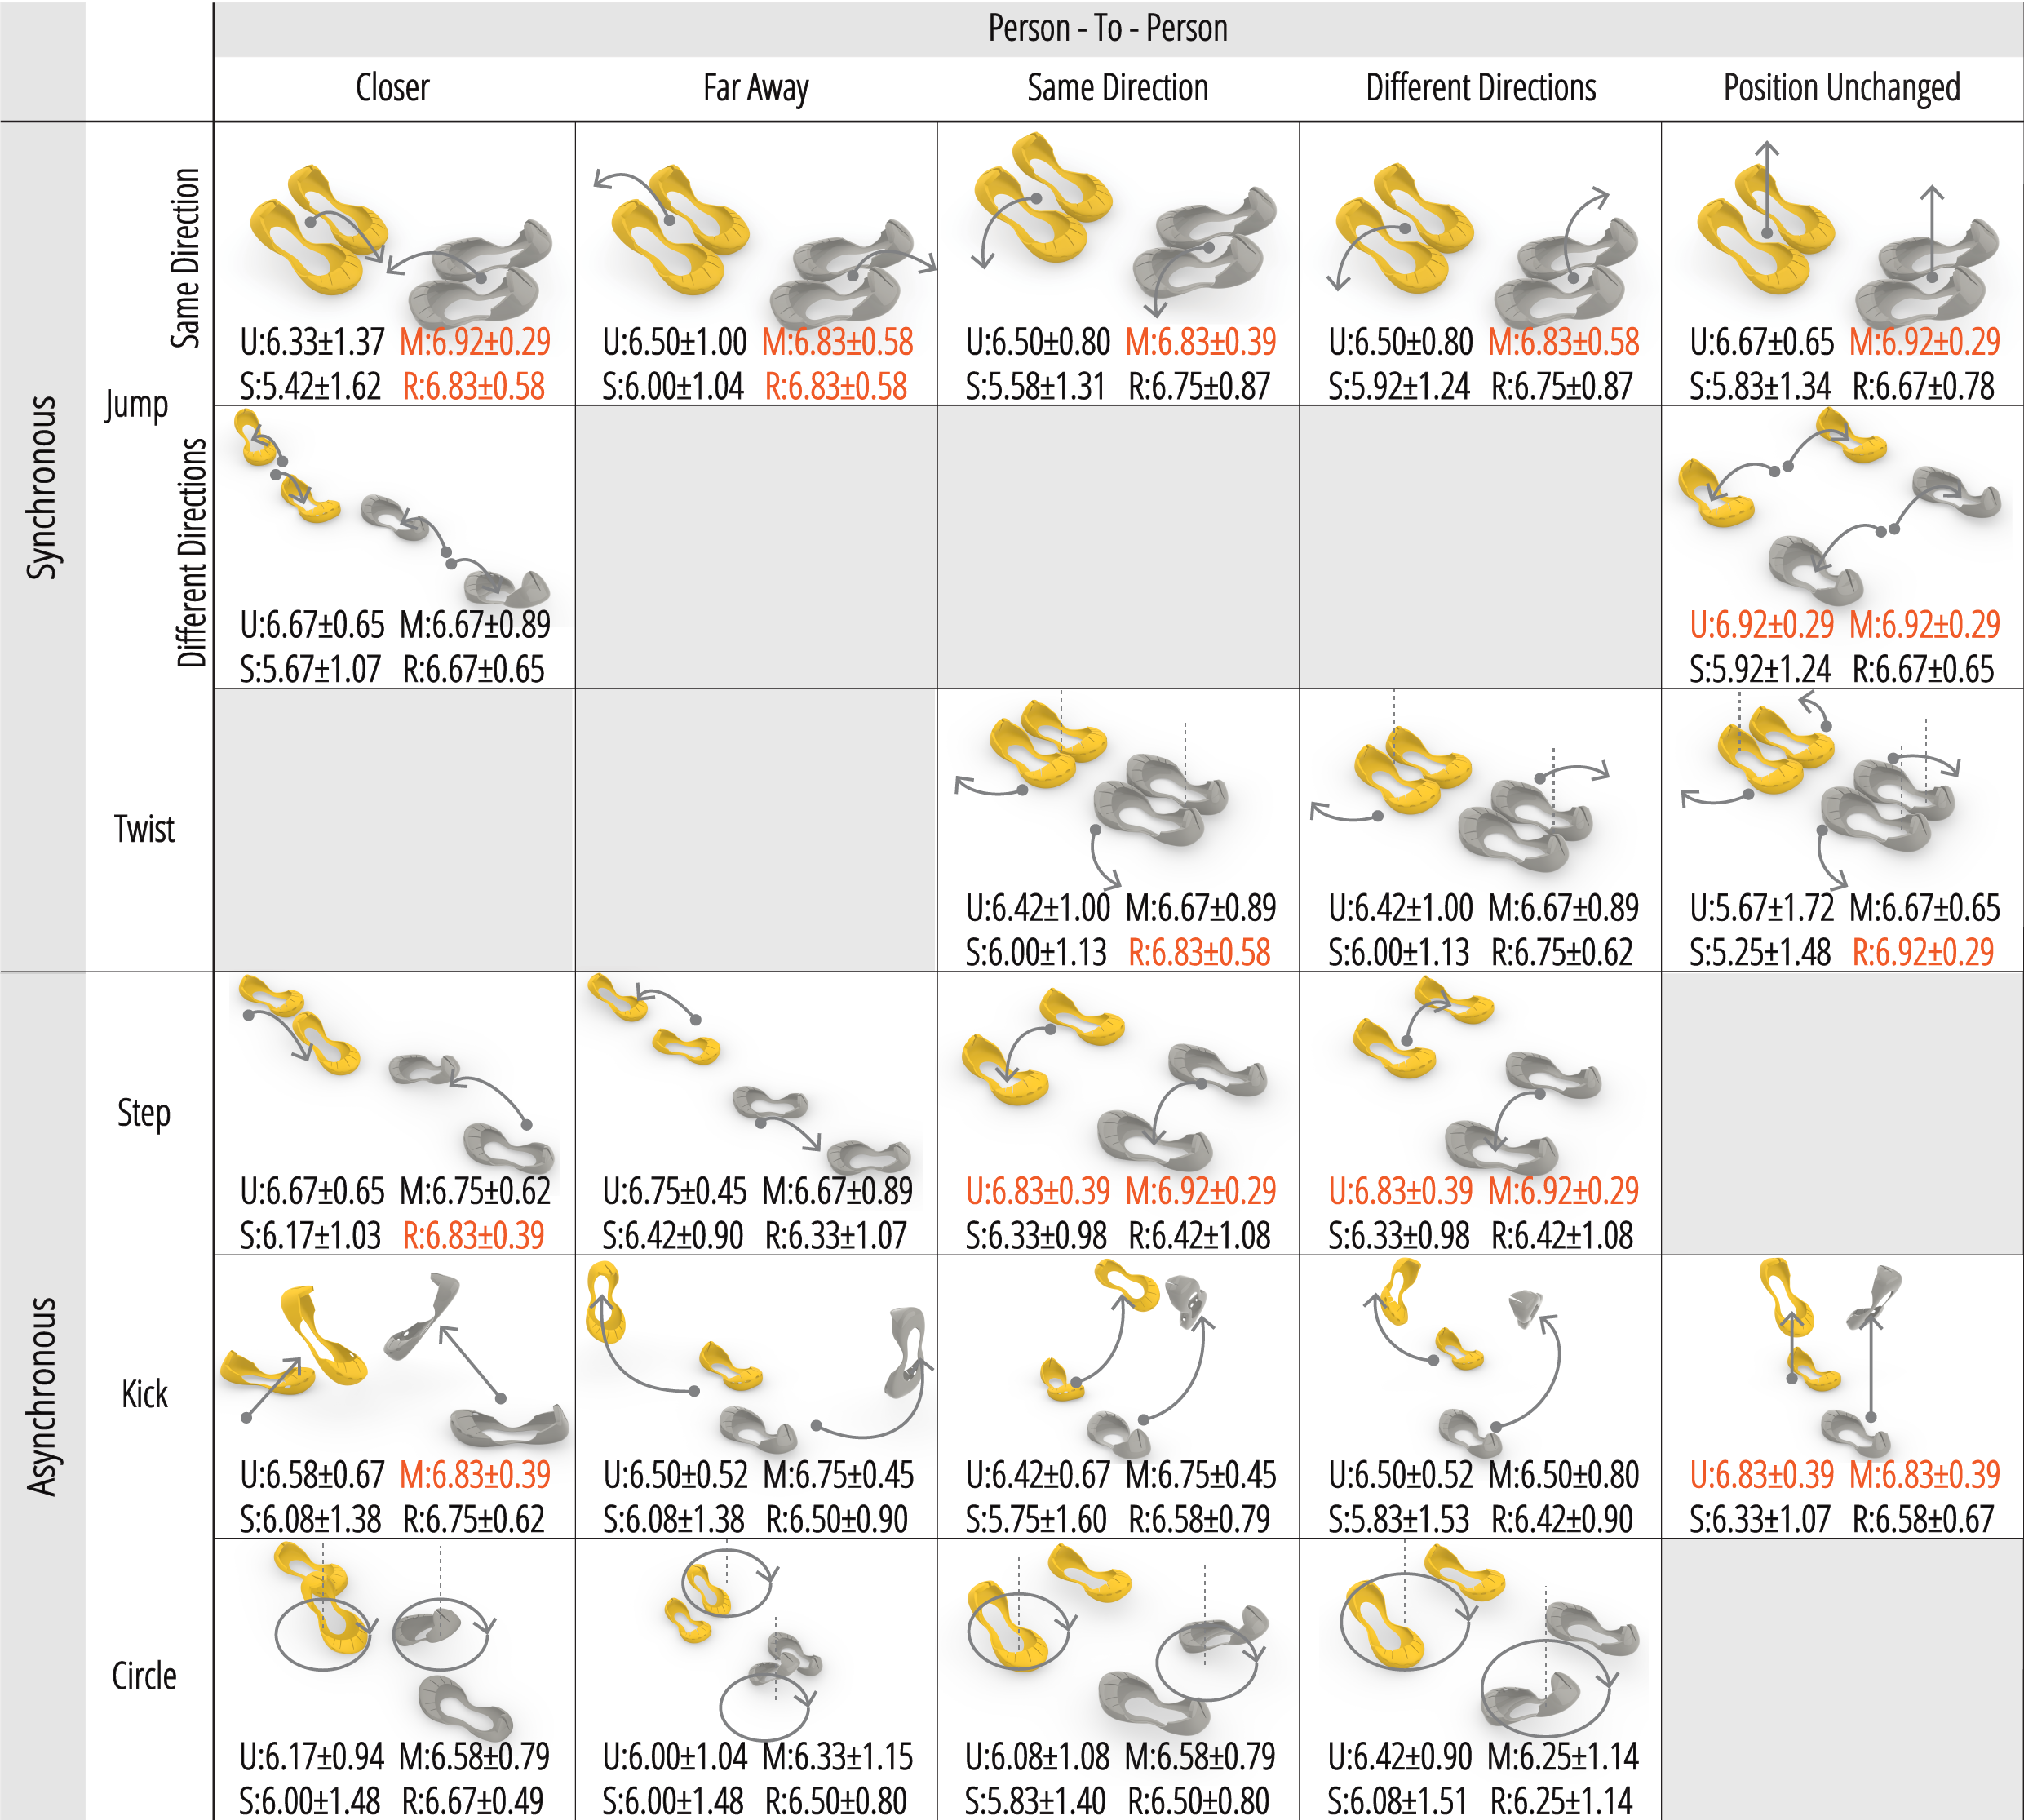 Person - To - Person
Closer Far Away Same Direction Different Directions Position Unchanged
Synchronous
Jump
Same Direction
U:6.33±1.37 M:6.92±0.29 U:6.50±1.00 M:6.83±0.58 U:6.50±0.80 M:6.83±0.39 U:6.50±0.80 M:6.83±0.58 U:6.67±0.65 M:6.92±0.29
S:5.42±1.62 R:6.83±0.58 S:6.00±1.04 R:6.83±0.58 S:5.58±1.31 R:6.75±0.87 S:5.92±1.24 R:6.75±0.87 S:5.83±1.34 R:6.67±0.78
Different Directions
U:6.67±0.65 M:6.67±0.89 U:6.92±0.29 M:6.92±0.29
S:5.67±1.07 R:6.67±0.65 S:5.92±1.24 R:6.67±0.65
Twist
U:6.42±1.00 M:6.67±0.89 U:6.42±1.00 M:6.67±0.89 U:5.67±1.72 M:6.67±0.65
S:6.00±1.13 R:6.83±0.58 S:6.00±1.13 R:6.75±0.62 S:5.25±1.48 R:6.92±0.29
Asynchronous
Step
U:6.67±0.65 M:6.75±0.62 U:6.75±0.45 M:6.67±0.89 U:6.83±0.39 M:6.92±0.29 U:6.83±0.39 M:6.92±0.29
S:6.17±1.03 R:6.83±0.39 S:6.42±0.90 R:6.33±1.07 S:6.33±0.98 R:6.42±1.08 S:6.33±0.98 R:6.42±1.08
Kick
U:6.58±0.67 M:6.83±0.39 U:6.50±0.52 M:6.75±0.45 U:6.42±0.67 M:6.75±0.45 U:6.50±0.52 M:6.50±0.80 U:6.83±0.39 M:6.83±0.39
S:6.08±1.38 R:6.75±0.62 S:6.08±1.38 R:6.50±0.90 S:5.75±1.60 R:6.58±0.79 S:5.83±1.53 R:6.42±0.90 S:6.33±1.07 R:6.58±0.67
Circle
U:6.17±0.94 M:6.58±0.79 U:6.00±1.04 M:6.33±1.15 U:6.08±1.08 M:6.58±0.79 U:6.42±0.90 M:6.25±1.14
S:6.00±1.48 R:6.67±0.49 S:6.00±1.48 R:6.50±0.80 S:5.83±1.40 R:6.50±0.80 S:6.08±1.51 R:6.25±1.14